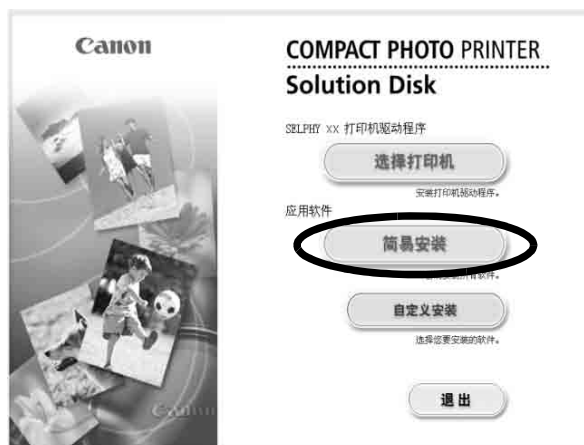 Canon
COMPACT PHOTO PRINTER
Solution Disk
SELPHY xx 打印机驱动程序
选择打印机
安装打印机驱动程序。
应用软件
简易安装
自定义安装
选择您要安装的软件。
退出
Canon